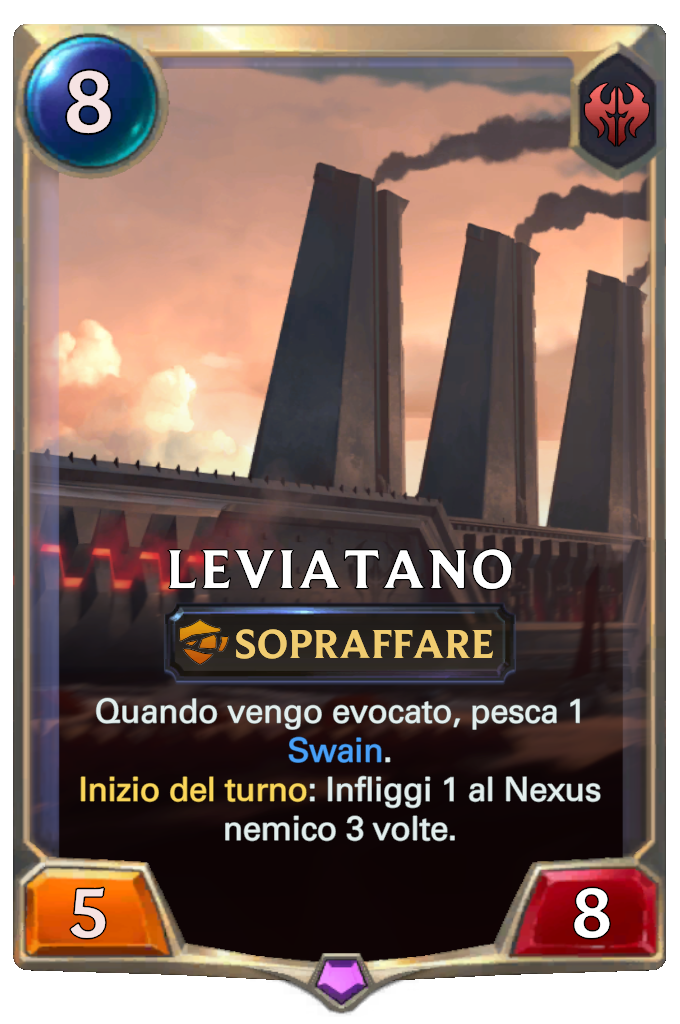 8
LEVIATANO
SOPRAFFARE
Quando vengo evocato, pesca 1
Swain.
Inizio del turno: Infliggi 1 al Nexus
nemico 3 volte.
5
8